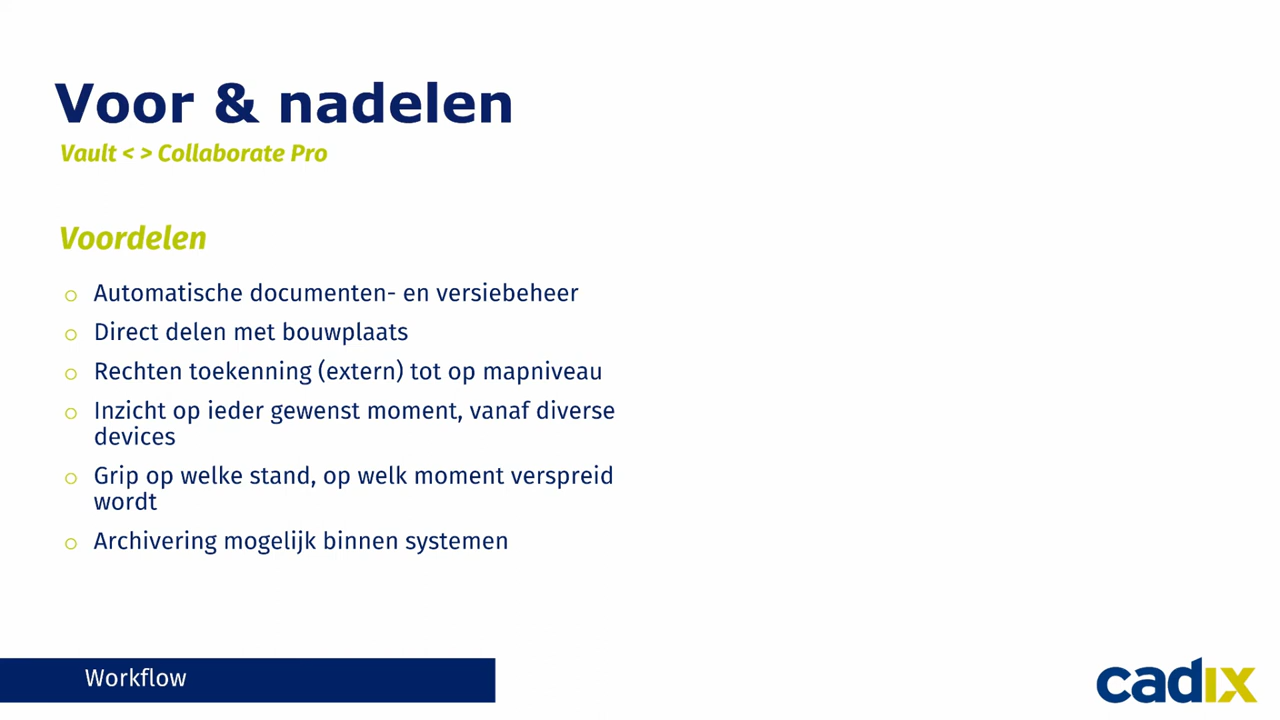 Voor & nadelen
Vault < > Collaborate Pro
Voordelen
Automatische documenten- en versiebeheer
Direct delen met bouwplaats
Rechten toekenning (extern) tot op mapniveau
Inzicht op ieder gewenst moment, vanaf diverse
devices
Grip op welke stand, op welk moment verspreid
wordt
Archivering mogelijk binnen systemen
Workflow
cadix